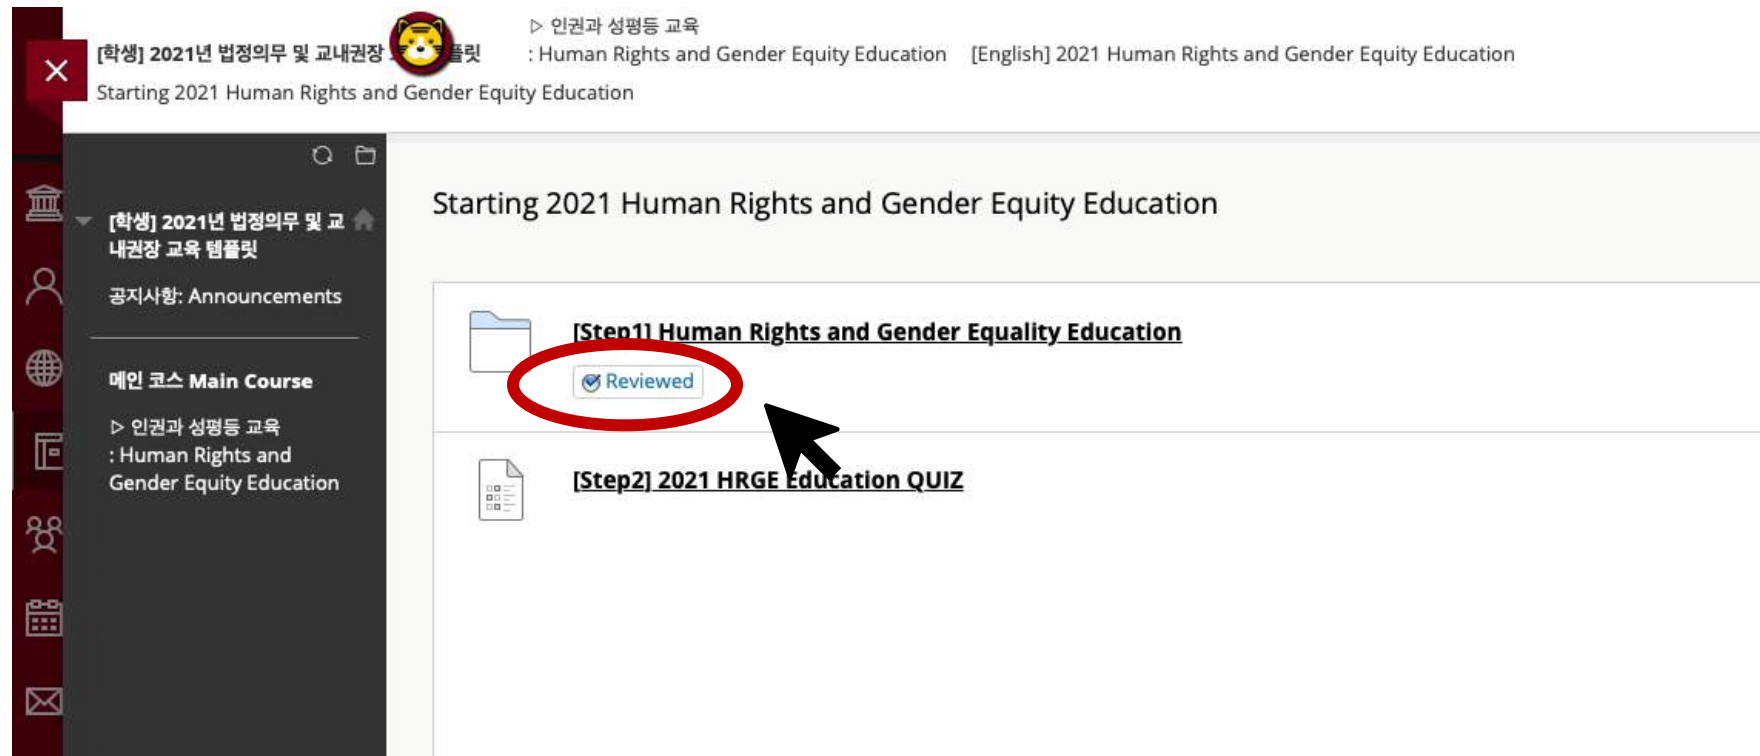 ▷ 인권과 성평등 교육
[학생] 2021년 법정의무 및 교내권장 플릿 : Human Rights and Gender Equity Education [English] 2021 Human Rights and Gender Equity Education
Starting 2021 Human Rights and Gender Equity Education
[학생] 2021년 법정의무 및 교
내권장 교육 템플릿
공지사항: Announcements
메인 코스 Main Course
▷ 인권과 성평등 교육
: Human Rights and
Gender Equity Education
Starting 2021 Human Rights and Gender Equity Education
[Step1] Human Rights and Gender Equality Education
Reviewed
[Step2] 2021 HRGE Education QUIZ